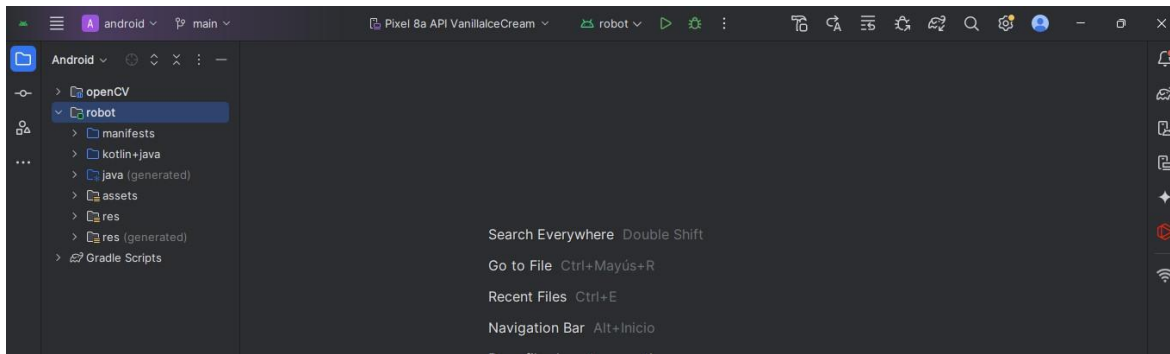 A android main Pixel 8a API VanillaIceCream robot
Android
openCV
robot
manifests
kotlin+java
java (generated)
assets
res
res (generated)
Gradle Scripts
Search Everywhere Double Shift
Go to File Ctrl+Mayús+R
Recent Files Ctrl+E
Navigation Bar Alt+Inicio